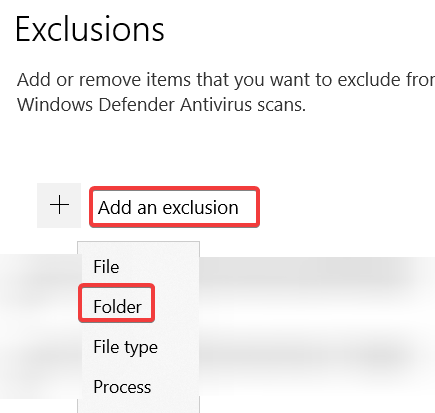 Exclusions
Add or remove items that you want to exclude from
Windows Defender Antivirus scans.
Add an exclusion
File
Folder
File type
Process